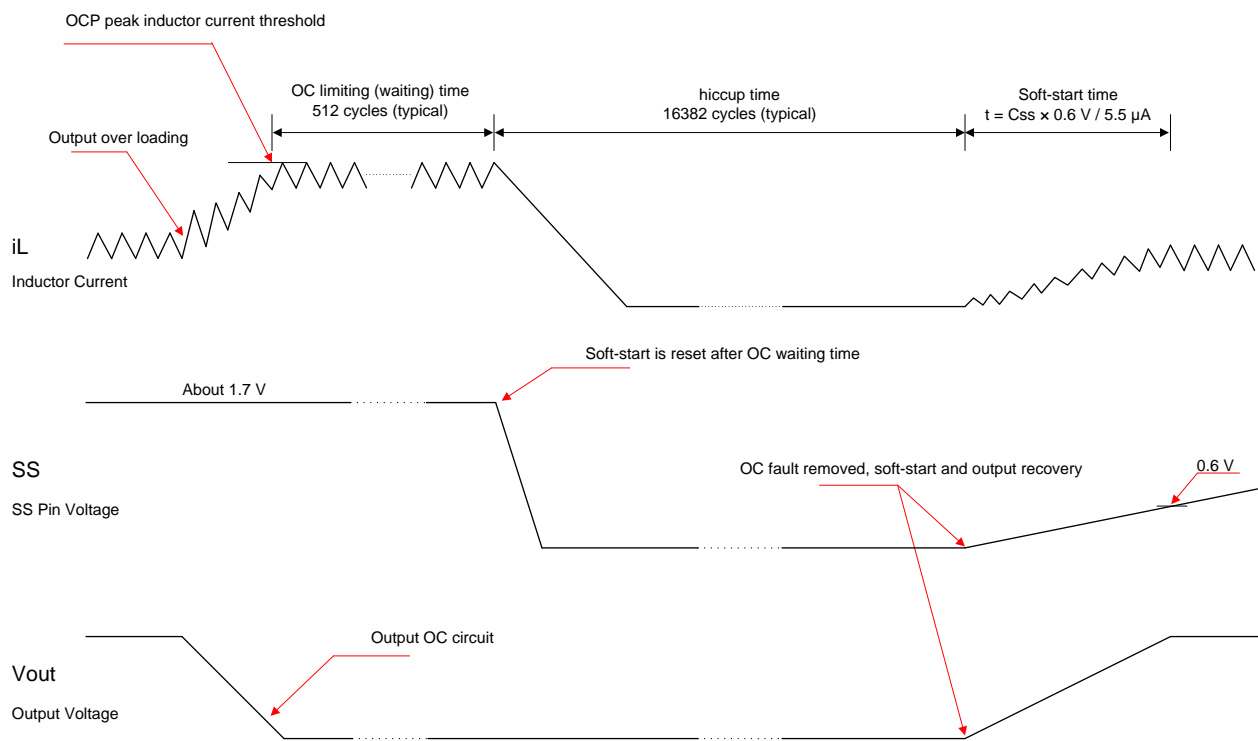 OCP peak inductor current threshold
OC limiting (waiting) time
512 cycles (typical)
hiccup time
16382 cycles (typical)
Soft-start time
t = Css × 0.6 V / 5.5 µA
Output over loading
iL
Inductor Current
Soft-start is reset after OC waiting time
About 1.7 V
SS
SS Pin Voltage
OC fault removed, soft-start and output recovery
0.6 V
Output OC circuit
Vout
Output Voltage